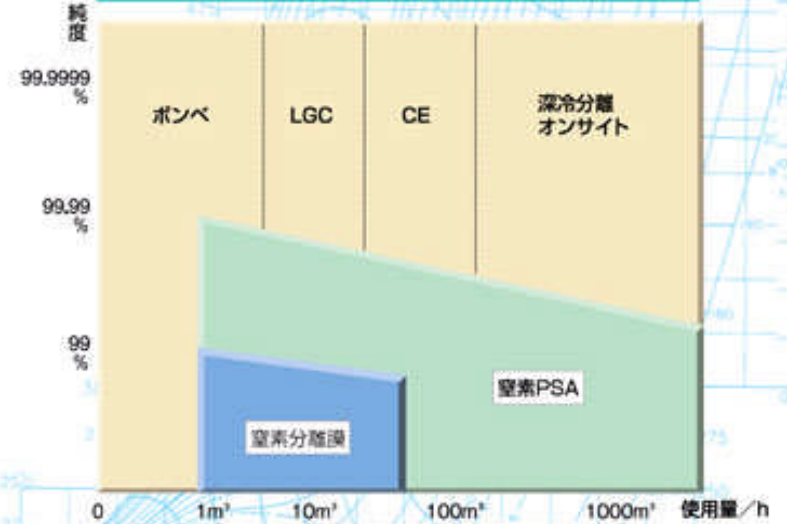 純
度
99.9999
%
ボンベ
LGC
CE
深冷分離
オンサイト
99.99
%
99
%
窒素PSA
窒素分離膜
0
1m³
10m³
100m³
1000m³
使用量/h